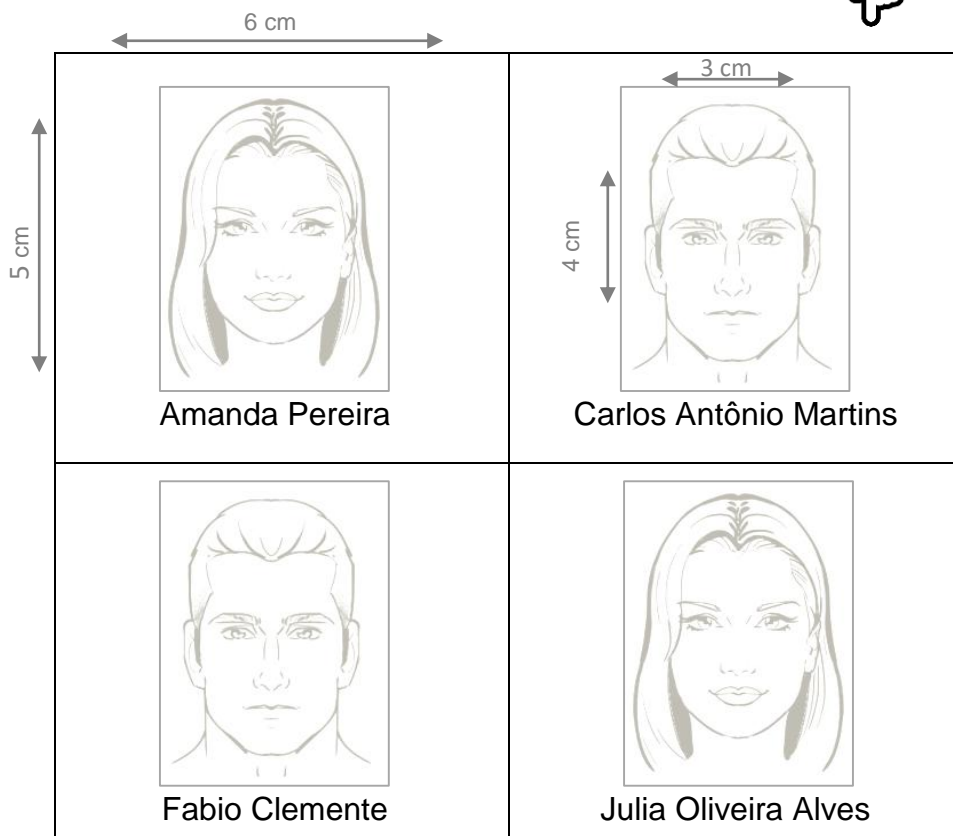 6 cm
3 cm
5 cm
4 cm
Amanda Pereira
Carlos Antônio Martins
Fabio Clemente
Julia Oliveira Alves